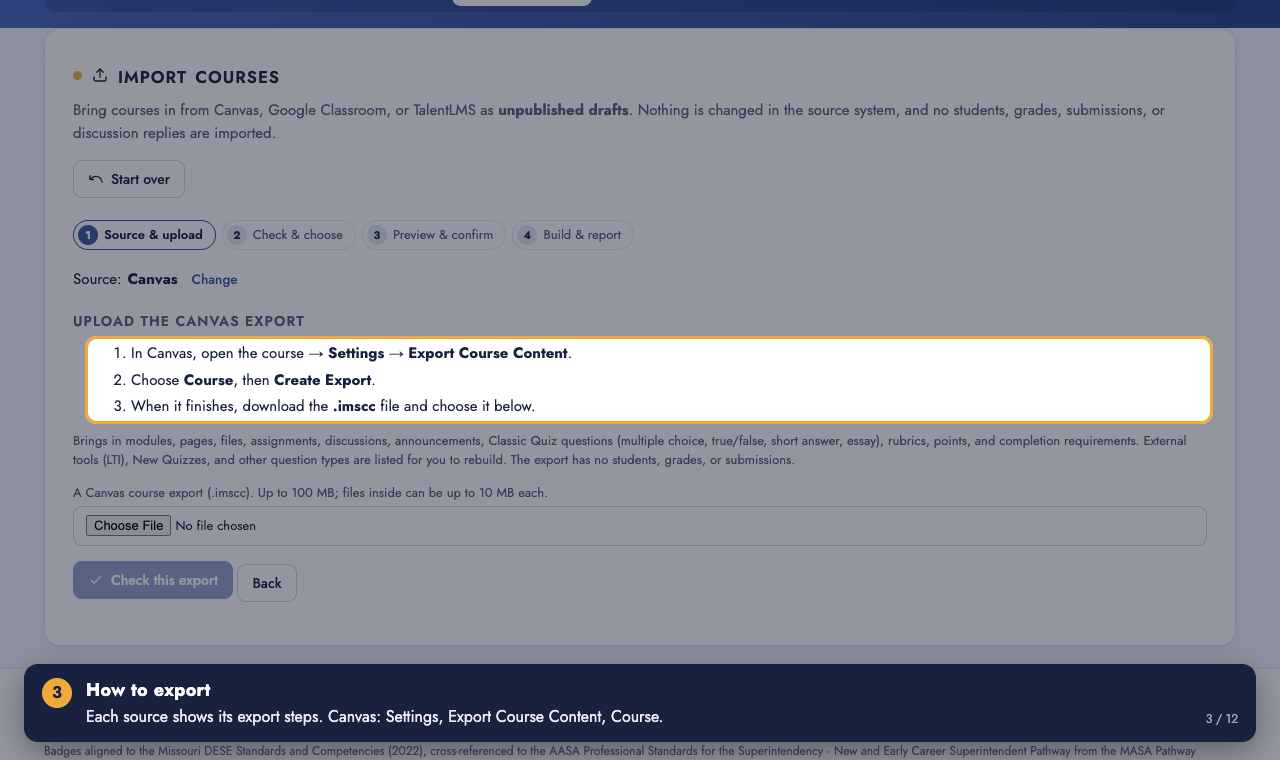 IMPORT COURSES
Bring courses in from Canvas, Google Classroom, or TalentLMS as unpublished drafts. Nothing is changed in the source system, and no students, grades, submissions, or
discussion replies are imported.
Start over
1 Source & upload 2 Check & choose 3 Preview & confirm 4 Build & report
Source: Canvas Change
UPLOAD THE CANVAS EXPORT
1. In Canvas, open the course → Settings → Export Course Content.
2. Choose Course, then Create Export.
3. When it finishes, download the .imscc file and choose it below.
Brings in modules, pages, files, assignments, discussions, announcements, Classic Quiz questions (multiple choice, true/false, short answer, essay), rubrics, points, and completion requirements. External
tools (LTI), New Quizzes, and other question types are listed for you to rebuild. The export has no students, grades, or submissions.
A Canvas course export (.imscc). Up to 100 MB; files inside can be up to 10 MB each.
Choose File No file chosen
Check this export Back
3 How to export
Each source shows its export steps. Canvas: Settings, Export Course Content, Course. 3 / 12
Badges aligned to the Missouri DESE Standards and Competencies (2022), cross-referenced to the AASA Professional Standards for the Superintendency · New and Early Career Superintendent Pathway from the MASA Pathway